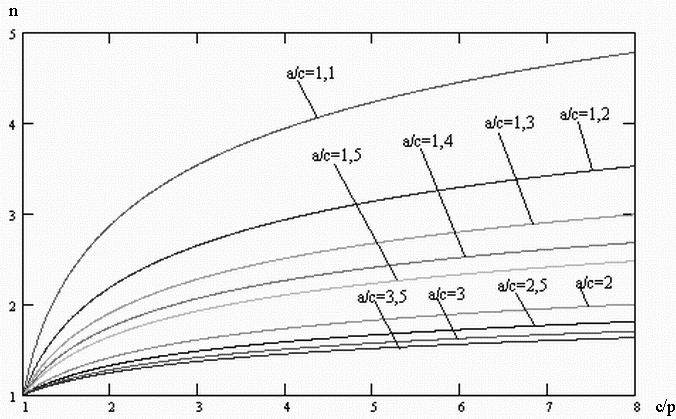 n
5
a/c=1,1
4
a/c=1,2
a/c=1,3
a/c=1,4
a/c=1,5
3
a/c=2
a/c=2,5
a/c=3
a/c=3,5
2
1
1 2 3 4 5 6 7 8 c/p